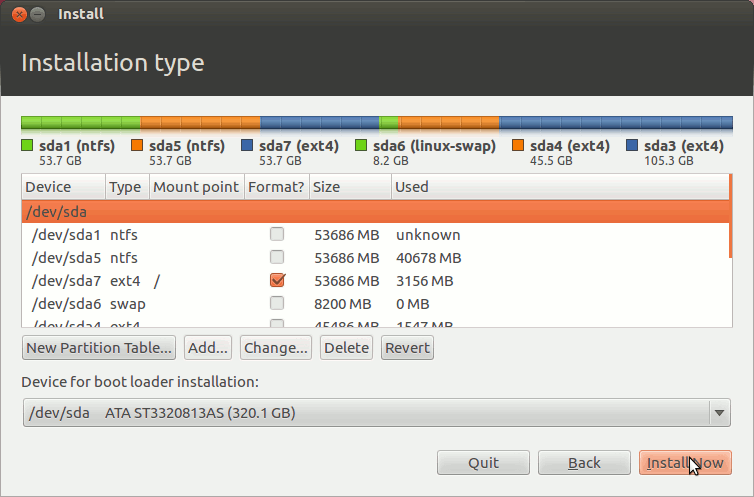 Install
Installation type
sda1 (ntfs) sda5 (ntfs) sda7 (ext4) sda6 (linux-swap) sda4 (ext4) sda3 (ext4)
53.7 GB 53.7 GB 53.7 GB 8.2 GB 45.5 GB 105.3 GB
Device Type Mount point Format? Size Used
/dev/sda
/dev/sda1 ntfs 53686 MB unknown
/dev/sda5 ntfs 53686 MB 40678 MB
/dev/sda7 ext4 / 53686 MB 3156 MB
/dev/sda6 swap 8200 MB 0 MB
/dev/sda4 ext4 45486 MB 1547 MB
New Partition Table... Add... Change... Delete Revert
Device for boot loader installation:
/dev/sda ATA ST3320813AS (320.1 GB)
Quit Back Install Now